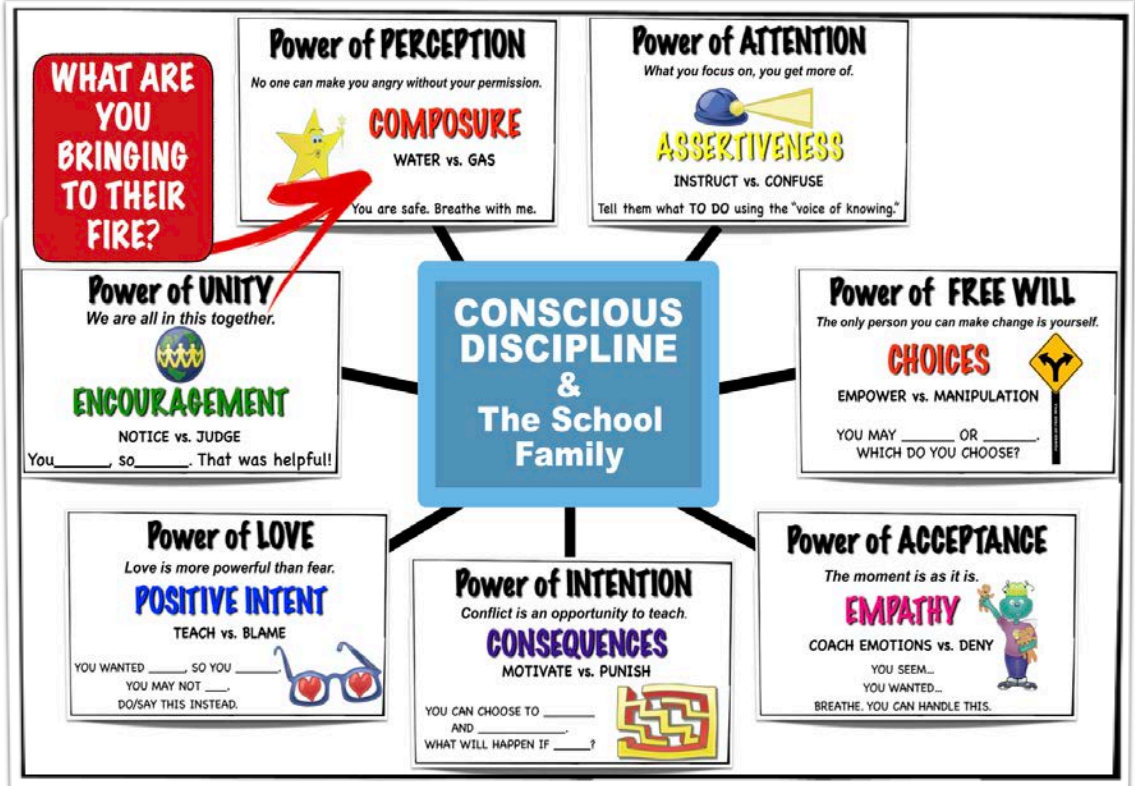 WHAT ARE
YOU
BRINGING
TO THEIR
FIRE?
Power of PERCEPTION
No one can make you angry without your permission.
COMPOSURE
WATER vs. GAS
You are safe. Breathe with me.
Power of ATTENTION
What you focus on, you get more of.
ASSERTIVENESS
INSTRUCT vs. CONFUSE
Tell them what TO DO using the "voice of knowing."
Power of UNITY
We are all in this together.
ENCOURAGEMENT
NOTICE vs. JUDGE
You______, so______. That was helpful!
CONSCIOUS
DISCIPLINE
&
The School
Family
Power of FREE WILL
The only person you can make change is yourself.
CHOICES
EMPOWER vs. MANIPULATION
YOU MAY _______ OR _______.
WHICH DO YOU CHOOSE?
Power of LOVE
Love is more powerful than fear.
POSITIVE INTENT
TEACH vs. BLAME
YOU WANTED _____, SO YOU ______.
YOU MAY NOT ___,
DO/SAY THIS INSTEAD.
Power of INTENTION
Conflict is an opportunity to teach.
CONSEQUENCES
MOTIVATE vs. PUNISH
YOU CAN CHOOSE TO ________
AND ______________.
WHAT WILL HAPPEN IF _____?
Power of ACCEPTANCE
The moment is as it is.
EMPATHY
COACH EMOTIONS vs. DENY
YOU SEEM...
YOU WANTED...
BREATHE. YOU CAN HANDLE THIS.